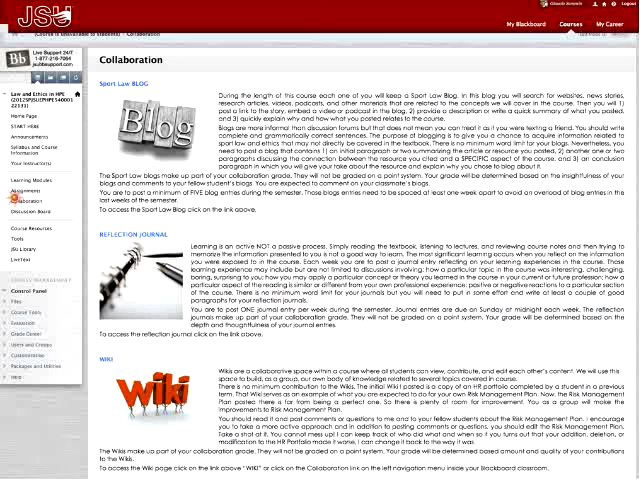 JSU
Logout
My Blackboard Courses My Career
(Course is unavailable to students) Collaboration
Bb
Live Support 24/7
1-877-218-7064
jsubbsupport.com
Law and Ethics in HPE
Home Page
START HERE
Announcements
Syllabus and Course
Information
Your Instructor(s)
Learning Modules
Assignments
Collaboration
Discussion Board
Course Resources
Tools
JSU Library
LiveText
COURSE MANAGEMENT
Control Panel
Files
Course Tools
Evaluation
Grade Center
Users and Groups
Customization
Packages and Utilities
Help
Collaboration
Sport Law BLOG
Blog
During the length of this course each one of you will keep a Sport Law Blog. In this blog you will search for websites, news stories,
research articles, videos, podcasts, and other materials that are related to the concepts we will cover in the course. Then you will 1)
post a link to the story, embed a video or podcast in the blog, 2) provide a description or write a quick summary of what you posted,
and 3) quickly explain why and how what you posted relates to the course.
Blogs are more informal than discussion forums but that does not mean you can treat it as if you were texting a friend. You should write
complete and grammatically correct sentences. The purpose of blogging is to give you a chance to acquire information related to
sport law and ethics that may not directly be covered in the textbook. There is no minimum word limit for your blogs. Nevertheless, you
need to post a blog that contains 1) an initial paragraph or two summarizing the article or resource you posted, 2) another one or two
paragraphs discussing the connection between the resource you cited and a SPECIFIC aspect of the course, and 3) an conclusion
paragraph in which you will give your take about the resource and explain why you chose to blog about it.
The Sport Law blogs make up part of your collaboration grade. They will not be graded on a point system. Your grade will be determined based on the insightfulness of your
blogs and comments to your fellow student's blogs. You are expected to comment on your classmate's blogs.
You are to post a minimum of FIVE blog entries during the semester. Those blogs entries need to be spaced at least one week apart to avoid an overload of blog entries in the
last weeks of the semester.
To access the Sport Law Blog click on the link above.
REFLECTION JOURNAL
Learning is an active NOT a passive process. Simply reading the textbook, listening to lectures, and reviewing course notes and then trying to
memorize the information presented to you is not a good way to learn. The most significant learning occurs when you reflect on the information
you were exposed to in the course. Each week you are to post a journal entry reflecting on your learning experiences in the course. Those
learning experience may include but are not limited to discussions involving: how a particular topic in the course was interesting, challenging,
boring, surprising to you; how you may apply a particular concept or theory you learned in the course in your current or future profession; how a
particular aspect of the reading is similar or different from your own professional experience; positive or negative reactions to a particular section
of the course. There is no minimum word limit for your journals but you will need to put in some effort and write at least a couple of good
paragraphs for your reflection journals.
You are to post ONE journal entry per week during the semester. Journal entries are due on Sunday at midnight each week. The reflection
journals make up part of your collaboration grade. They will not be graded on a point system. Your grade will be determined based on the
depth and thoughtfulness of your journal entries.
To access the reflection journal click on the link above.
WIKI
Wiki
Wikis are a collaborative space within a course where all students can view, contribute, and edit each other's content. We will use this
space to build, as a group, our own body of knowledge related to several topics covered in course.
There is no minimum contribution to the Wikis. The initial Wiki I posted is a copy of an HR portfolio completed by a student in a previous
term. That Wiki serves as an example of what you are expected to do for your own Risk Management Plan. Now, the Risk Management
Plan posted there is far from being a perfect one. So there is plenty of room for improvement. You as a group will make the
improvements to Risk Management Plan.
You should read it and post comments or questions to me and to your fellow students about the Risk Management Plan. I encourage
you to take a more active approach and in addition to posting comments or questions, you should edit the Risk Management Plan.
Take a shot at it. You cannot mess up! I can keep track of who did what and when so if you turns out that your addition, deletion, or
modification to the HR Portfolio made it worse, I can change it back to the way it was
The Wikis make up part of your collaboration grade. They will not be graded on a point system. Your grade will be determined based amount and quality of your contributions
to the Wikis.
To access the Wiki page click on the link above "WIKI" or click on the Collaboration link on the left navigation menu inside your Blackboard classroom.